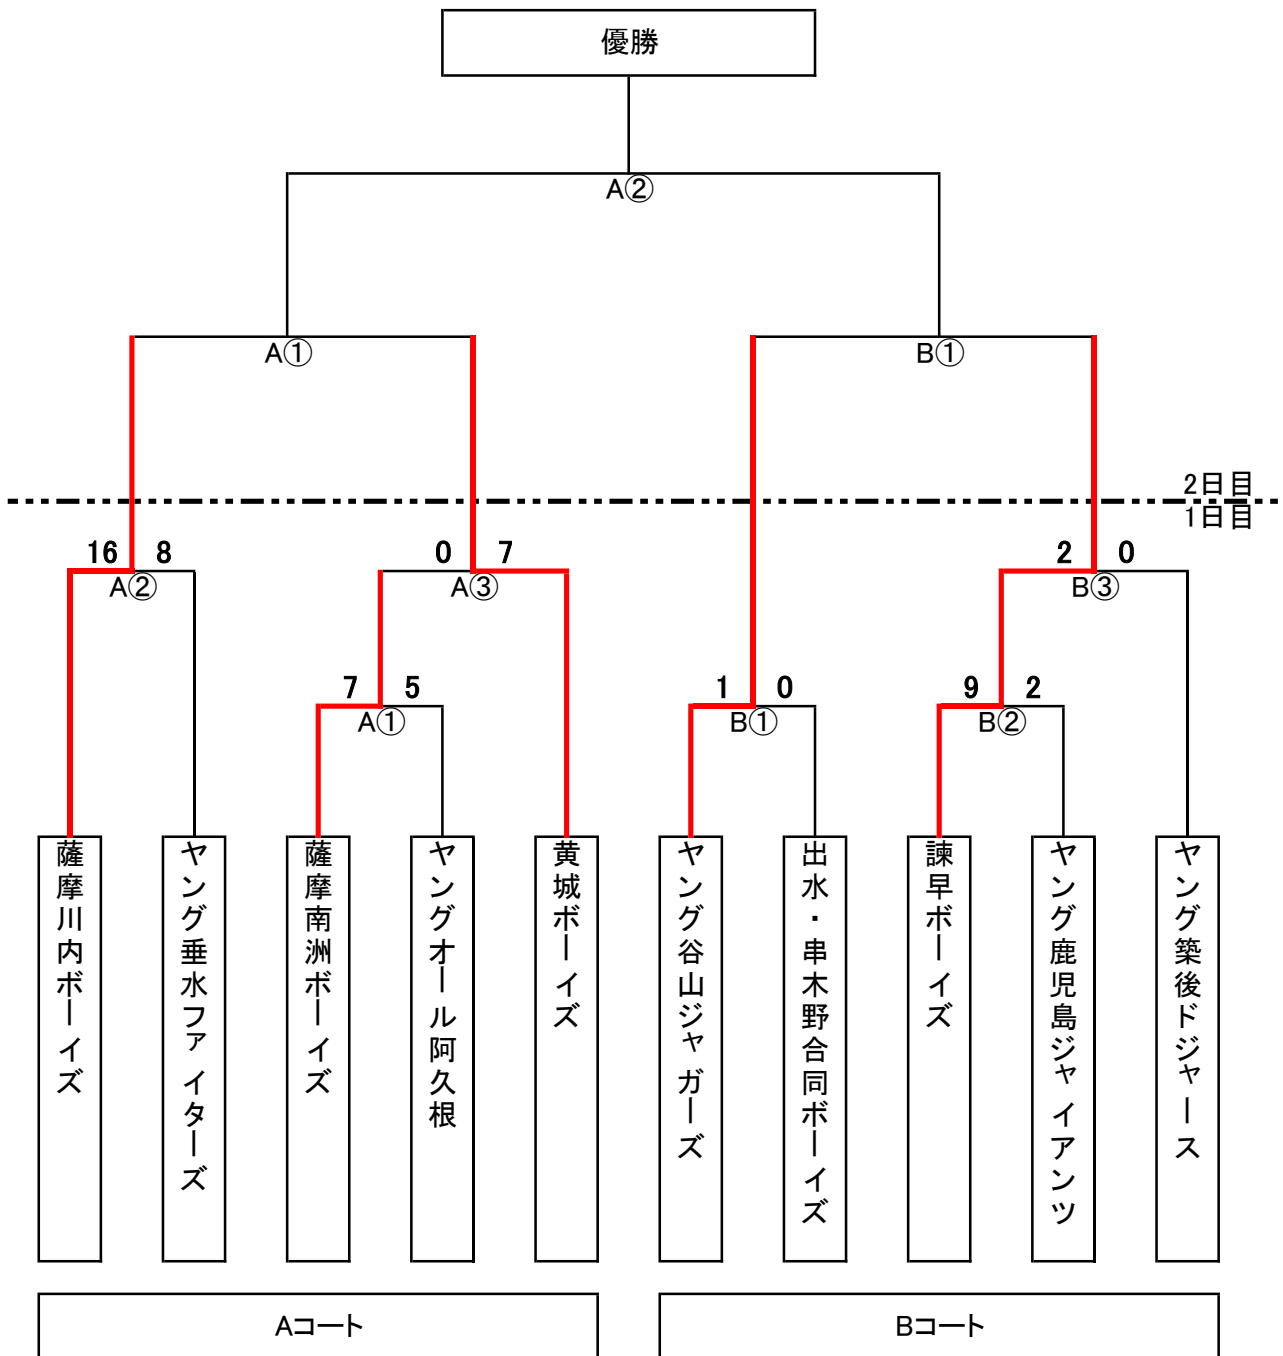 優勝
A②
A①
B①
2日目
1日目
16 8
A②
0 7
A③
2 0
B③
7 5
A①
1 0
B①
9 2
B②
薩摩川内ボーイズ
ヤング垂水ファイターズ
薩摩南洲ボーイズ
ヤングオール阿久根
黄城ボーイズ
ヤング谷山ジャガーズ
出水・串木野合同ボーイズ
諫早ボーイズ
ヤング鹿児島ジャイアンツ
ヤング築後ドジャース
Aコート
Bコート